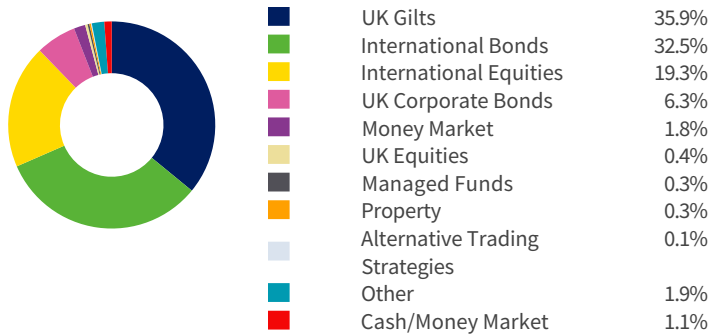 UK Gilts 35.9%
International Bonds 32.5%
International Equities 19.3%
UK Corporate Bonds 6.3%
Money Market 1.8%
UK Equities 0.4%
Managed Funds 0.3%
Property 0.3%
Alternative Trading 0.1%
Strategies
Other 1.9%
Cash/Money Market 1.1%